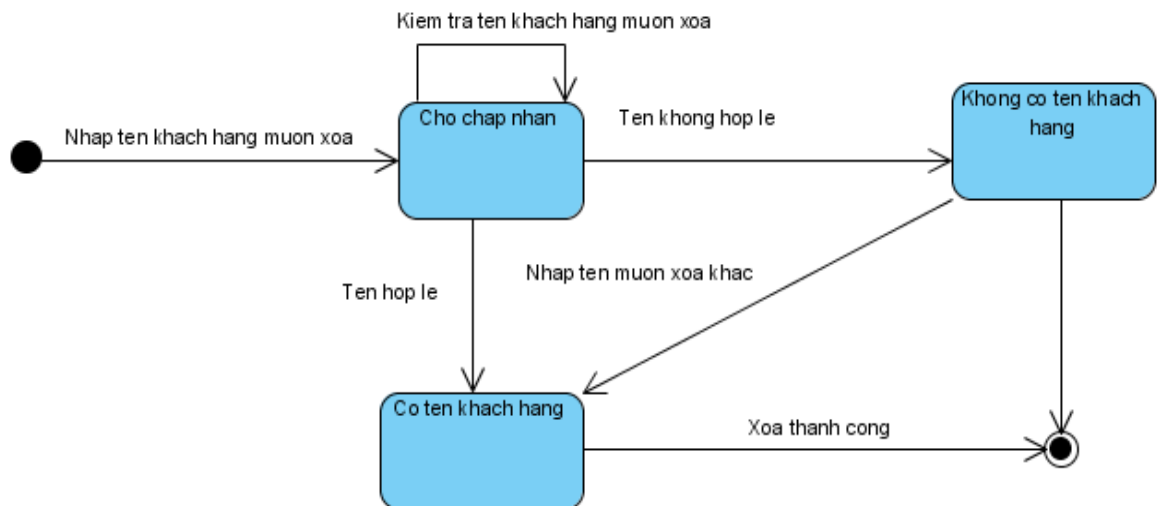 Kiem tra ten khach hang muon xoa
Nhap ten khach hang muon xoa
Cho chap nhan
Ten khong hop le
Khong co ten khach
hang
Ten hop le
Nhap ten muon xoa khac
Co ten khach hang
Xoa thanh cong